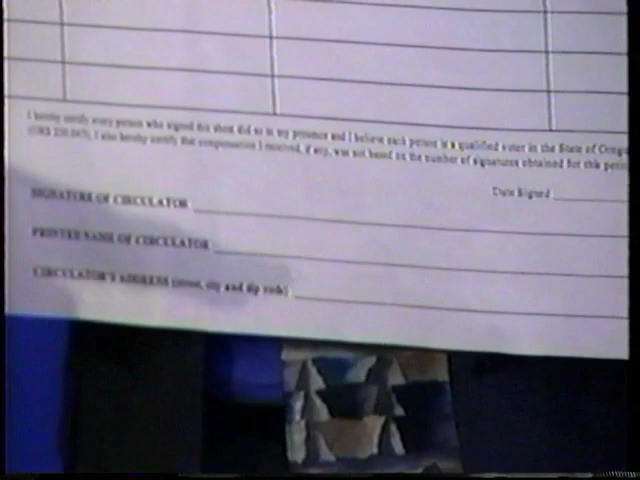 I hereby certify every person who signed this sheet did so in my presence and I believe each person is a qualified voter in the State of Oreg
(ORS 250.045). I also hereby certify that compensation I received, if any, was not based on the number of signatures obtained for this petit
Date Signed
SIGNATURE OF CIRCULATOR
PRINTED NAME OF CIRCULATOR
CIRCULATOR'S ADDRESS (street, city and zip code)